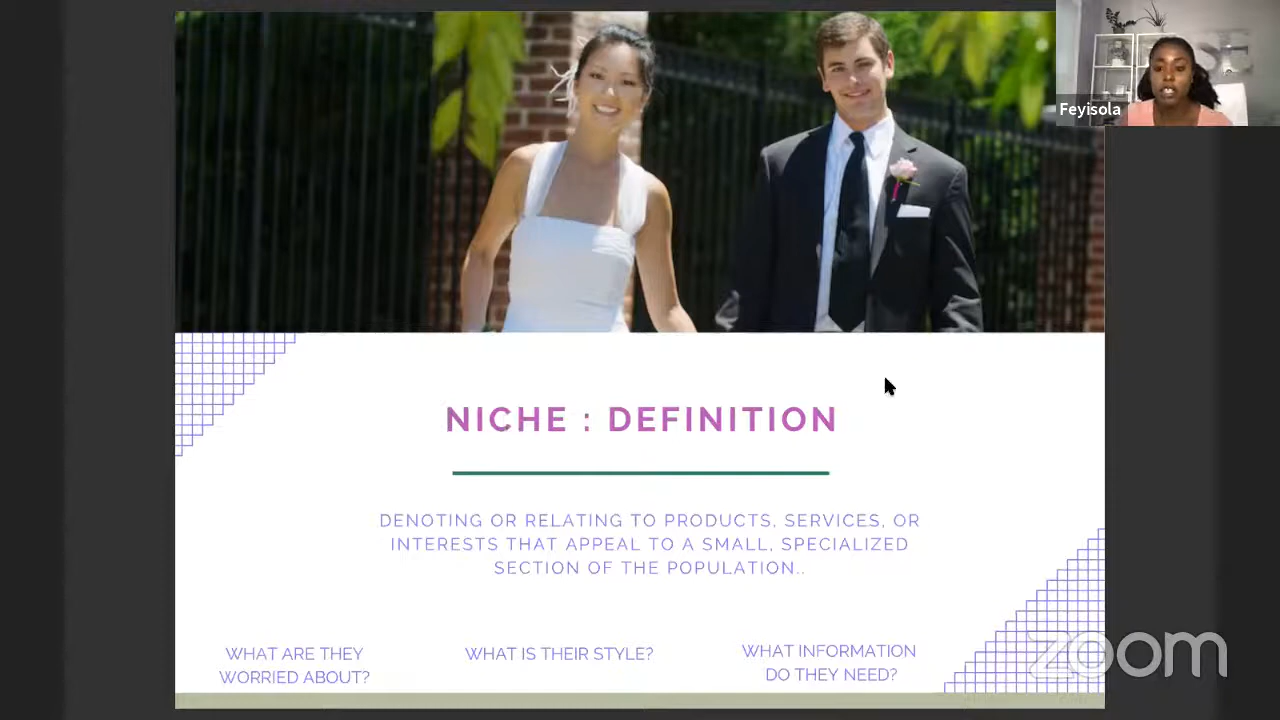 Feyisola
NICHE : DEFINITION
DENOTING OR RELATING TO PRODUCTS, SERVICES, OR
INTERESTS THAT APPEAL TO A SMALL, SPECIALIZED
SECTION OF THE POPULATION..
WHAT ARE THEY
WORRIED ABOUT?
WHAT IS THEIR STYLE?
WHAT INFORMATION
DO THEY NEED?
zoom